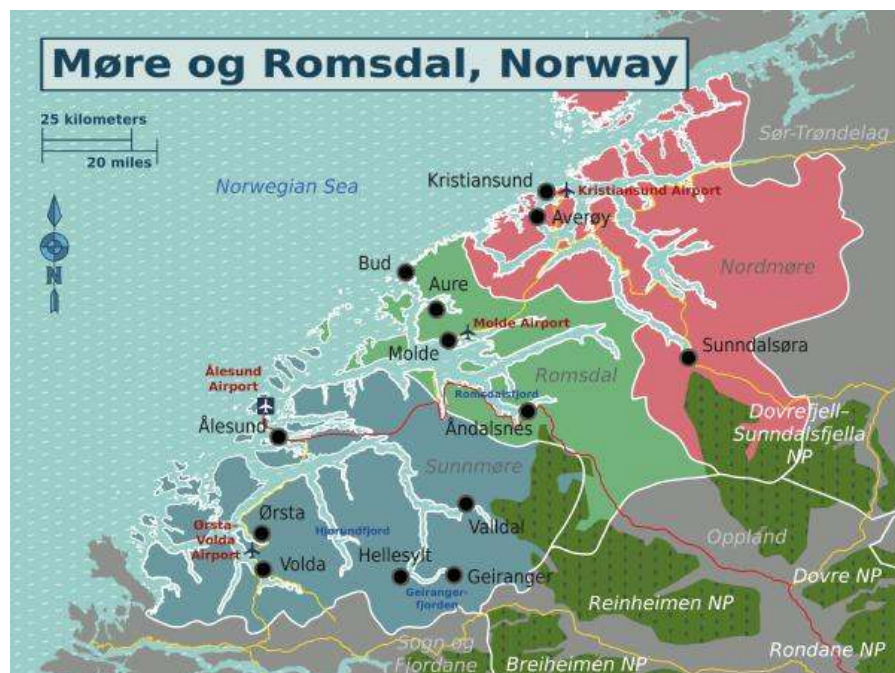 Møre og Romsdal, Norway
25 kilometers
20 miles
Norwegian Sea
N
Sør-Trøndelag
Kristiansund
Kristiansund Airport
Averøy
Bud
Nordmøre
Aure
Molde Airport
Molde
Sunndalsøra
Ålesund
Airport
Romsdal
Romsdalsfjord
Ålesund
Åndalsnes
Dovrefjell–
Sunndalsfjella
NP
Sunnmøre
Ørsta
Valldal
Ørsta–
Volda
Airport
Hjørundfjord
Oppland
Volda
Hellesylt
Geiranger
Geiranger-
fjorden
Dovre NP
Reinheimen NP
Sogn og
Fjordane
Breiheimen NP
Rondane NP